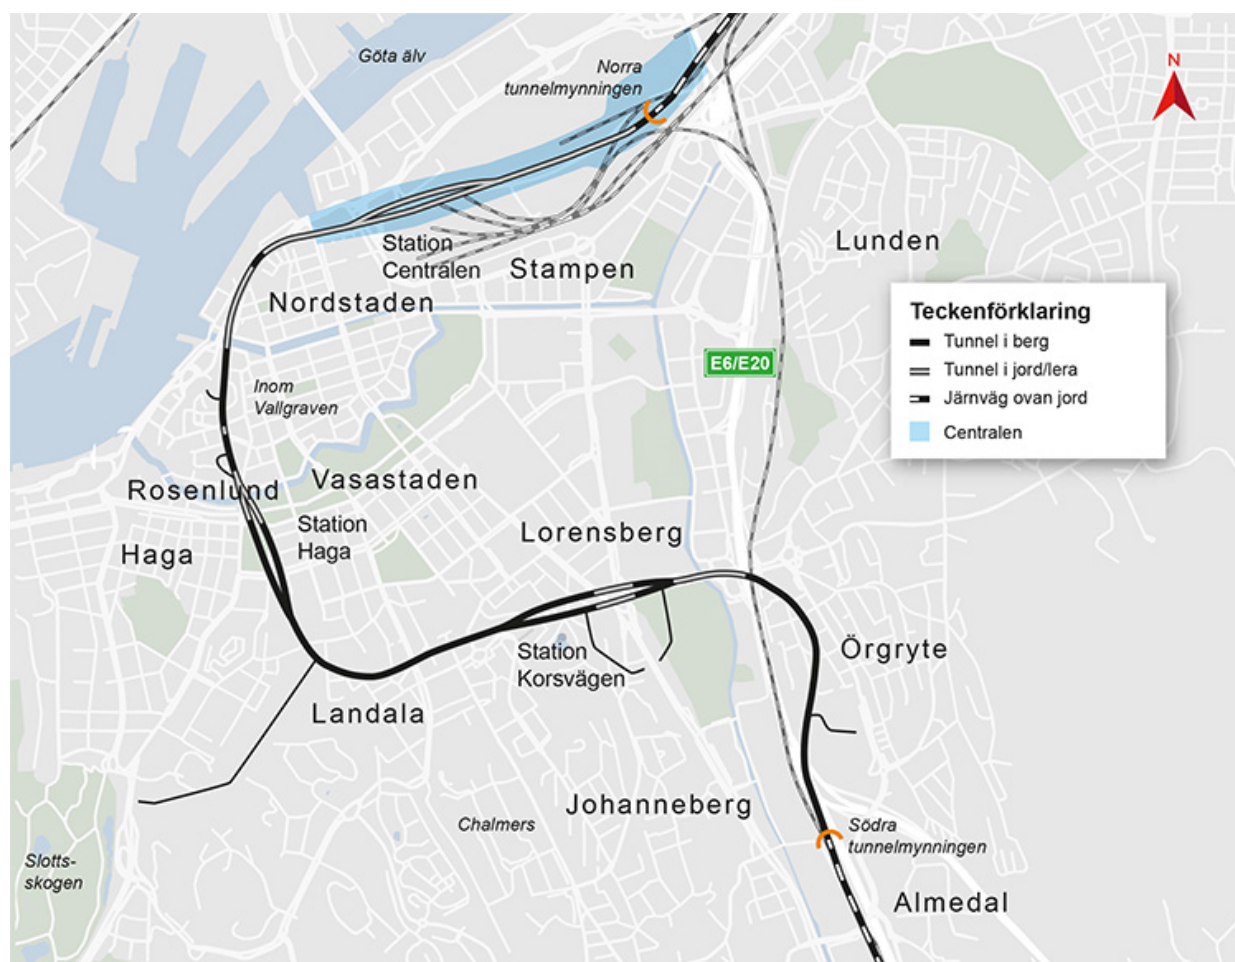 N
Göta älv
Norra
tunnelmynningen
Lunden
Station
Centralen
Stampen
Nordstaden
Teckenförklaring
Tunnel i berg
Tunnel i jord/lera
Järnväg ovan jord
Centralen
E6/E20
Inom
Vallgraven
Vasastaden
Rosenlund
Station
Haga
Lorensberg
Haga
Örgryte
Station
Korsvägen
Landala
Johanneberg
Chalmers
Södra
tunnelmynningen
Slotts-
skogen
Almedal